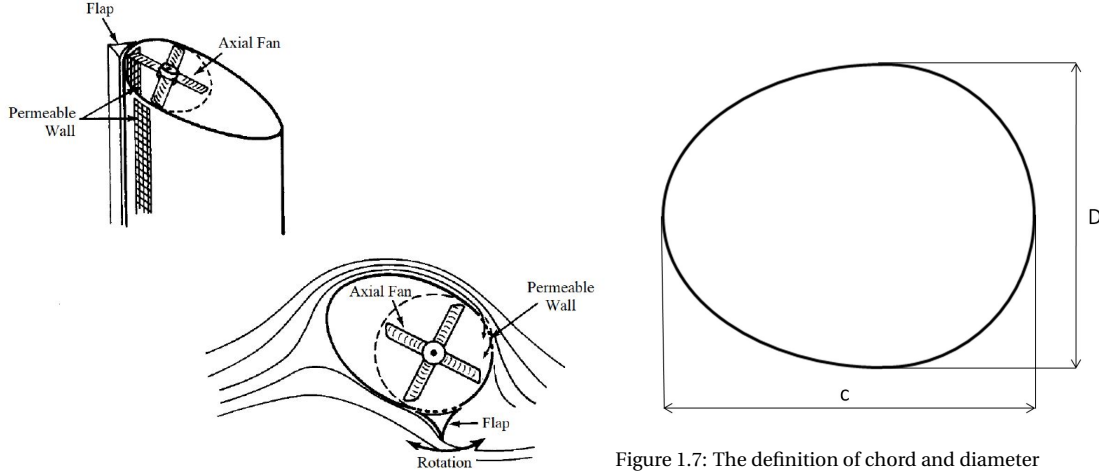 Flap
Axial Fan
Permeable
Wall
Axial Fan
Permeable
Wall
Flap
Rotation
D
c
Figure 1.7: The definition of chord and diameter